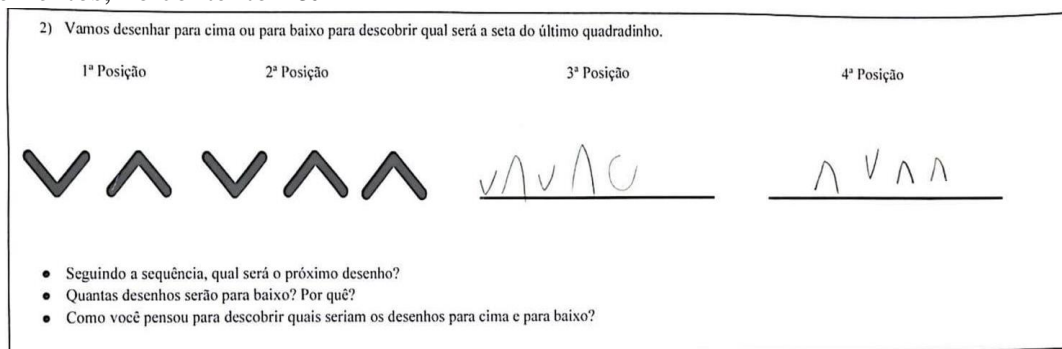 2) Vamos desenhar para cima ou para baixo para descobrir qual será a seta do último quadradinho.
1ª Posição 2ª Posição 3ª Posição 4ª Posição
• Seguindo a sequência, qual será o próximo desenho?
• Quantas desenhos serão para baixo? Por quê?
• Como você pensou para descobrir quais seriam os desenhos para cima e para baixo?